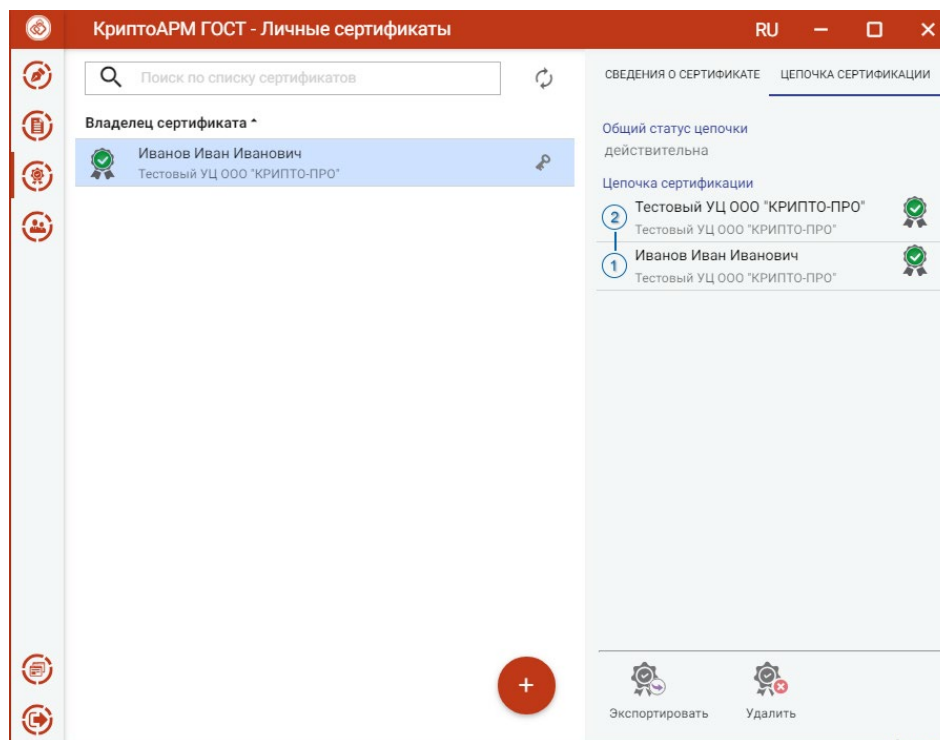 КриптоАРМ ГОСТ - Личные сертификаты
RU
Поиск по списку сертификатов
Владелец сертификата
Иванов Иван Иванович
Тестовый УЦ ООО "КРИПТО-ПРО"
СВЕДЕНИЯ О СЕРТИФИКАТЕ
ЦЕПОЧКА СЕРТИФИКАЦИИ
Общий статус цепочки
действительна
Цепочка сертификации
2
Тестовый УЦ ООО "КРИПТО-ПРО"
Тестовый УЦ ООО "КРИПТО-ПРО"
1
Иванов Иван Иванович
Тестовый УЦ ООО "КРИПТО-ПРО"
Экспортировать
Удалить